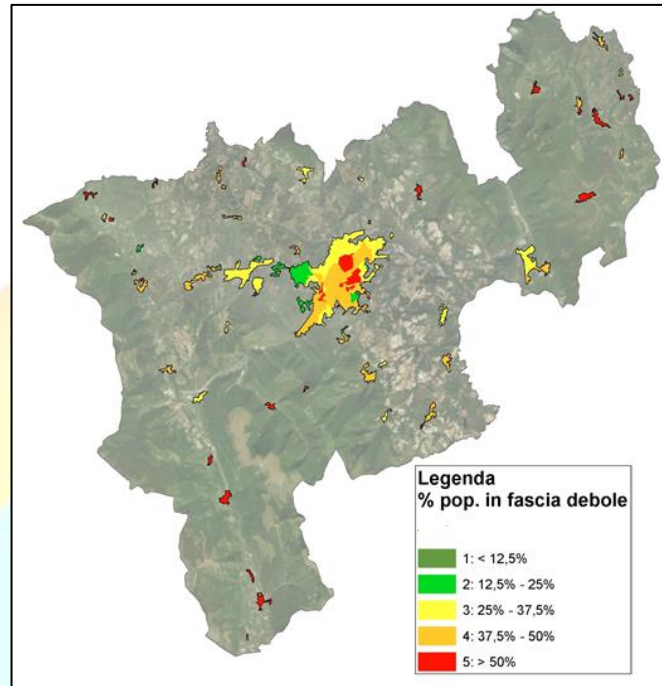 Legenda
% pop. in fascia debole
1: < 12,5%
2: 12,5% - 25%
3: 25% - 37,5%
4: 37,5% - 50%
5: > 50%